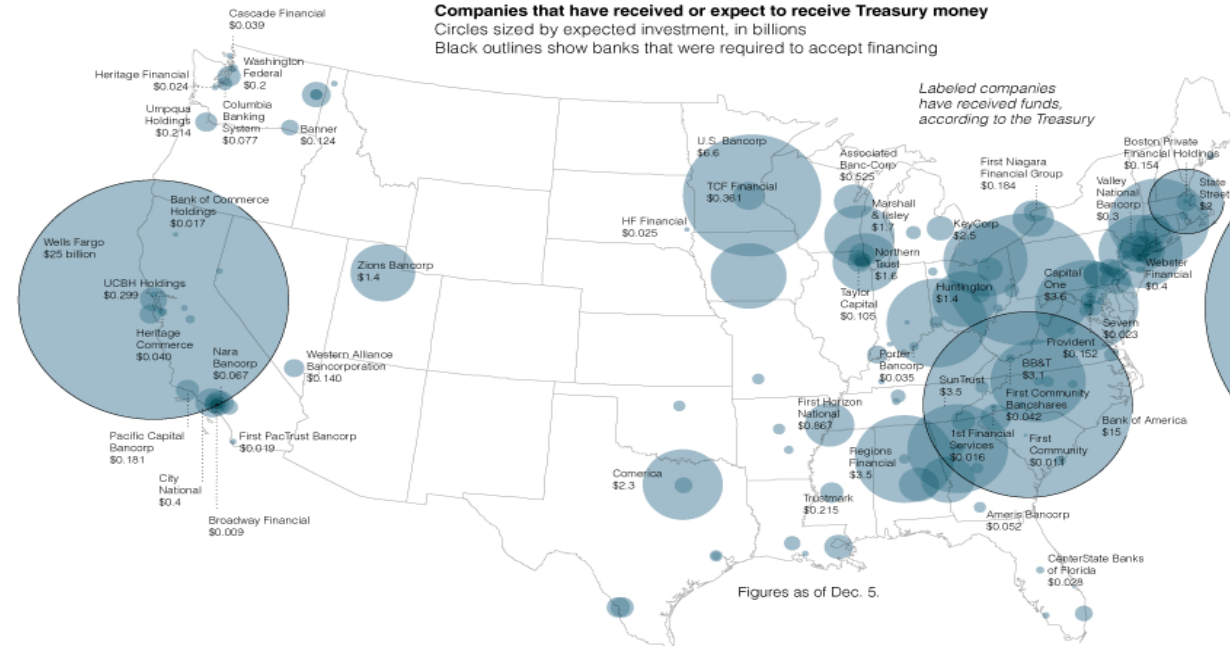 Companies that have received or expect to receive Treasury money
Circles sized by expected investment, in billions
Black outlines show banks that were required to accept financing
Labeled companies
have received funds,
according to the Treasury
Cascade Financial
$0.039
Washington
Federal
$0.2
Heritage Financial
$0.024
Umpqua
Holdings
$0.214
Columbia
Banking
System
$0.077
Banner
$0.124
Bank of Commerce
Holdings
$0.017
Wells Fargo
$25 billion
UCBH Holdings
$0.299
Heritage
Commerce
$0.040
Nara
Bancorp
$0.067
Western Alliance
Bancorporation
$0.140
Pacific Capital
Bancorp
$0.181
First PacTrust Bancorp
$0.019
City
National
$0.4
Broadway Financial
$0.009
Zions Bancorp
$1.4
U.S. Bancorp
$6.6
TCF Financial
$0.361
HF Financial
$0.025
Associated
Banc-Corp
$0.525
Marshall
& Ilsley
$1.7
Northern
Trust
$1.6
Taylor
Capital
$0.105
First Niagara
Financial Group
$0.184
KeyCorp
$2.5
Huntington
$1.4
Boston Private
Financial Holdings
$0.154
State
Street
$2
Valley
National
Bancorp
$0.3
Webster
Financial
$0.4
Capital
One
$3.6
Severn
$0.023
Provident
$0.152
Porter
Bancorp
$0.035
BB&T
$3.1
SunTrust
$3.5
First Community
Bancshares
$0.042
Bank of America
$15
First Horizon
National
$0.867
1st Financial
Services
$0.016
First
Community
$0.011
Regions
Financial
$3.5
Comerica
$2.3
Trustmark
$0.215
Ameris Bancorp
$0.052
CenterState Banks
of Florida
$0.028
Figures as of Dec. 5.